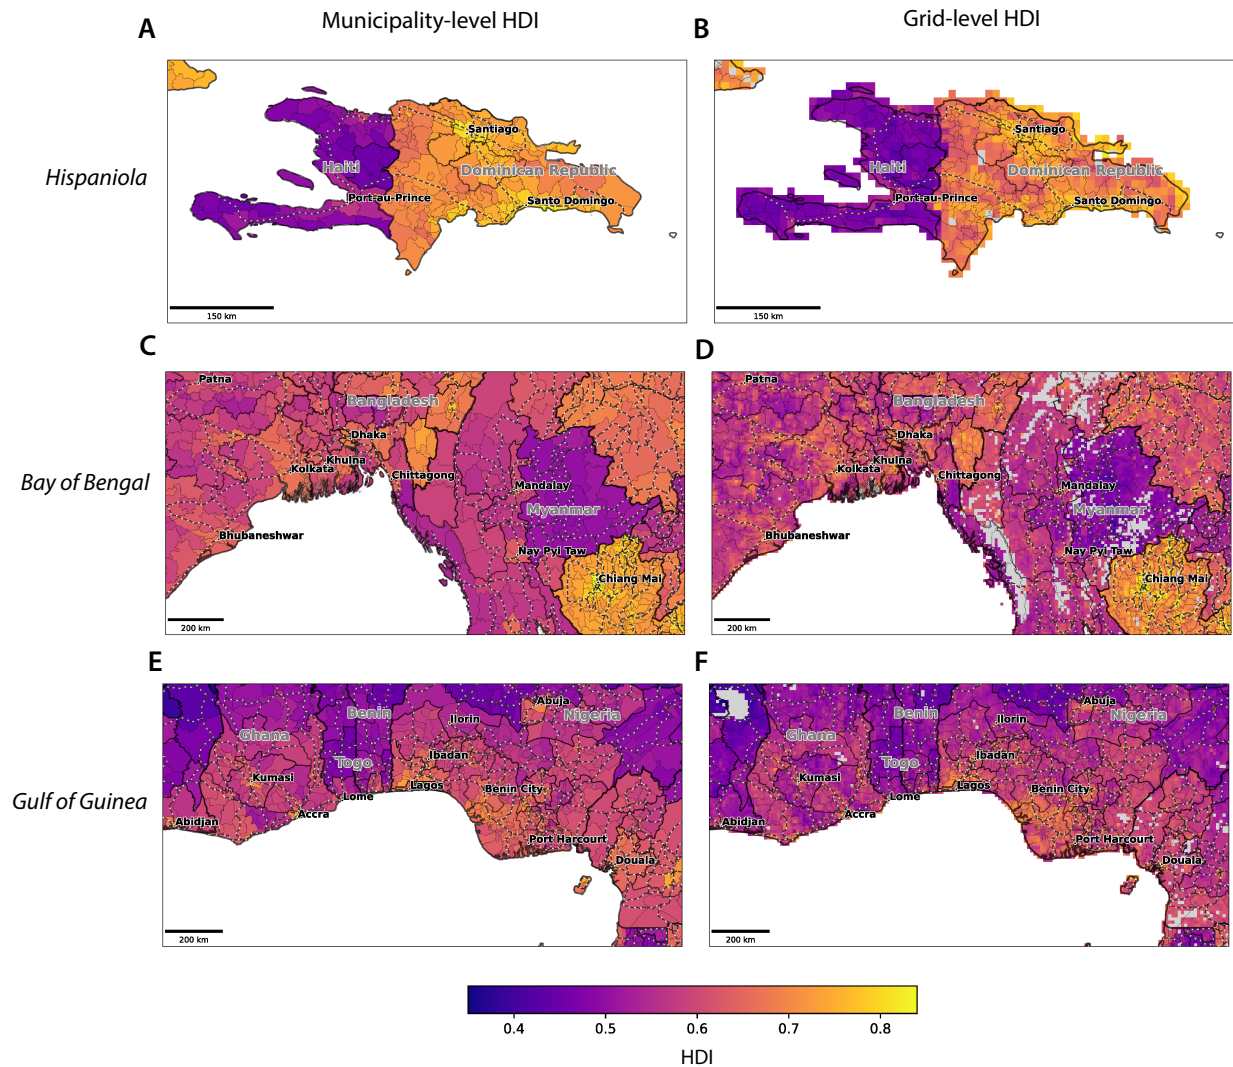 Municipality-level HDI
Grid-level HDI
A
B
Hispaniola
Santiago
Haiti
Dominican Republic
Port-au-Prince
Santo Domingo
150 km
Santiago
Haiti
Dominican Republic
Port-au-Prince
Santo Domingo
150 km
C
D
Bay of Bengal
Patna
Bangladesh
Dhaka
Khulna
Kolkata
Chittagong
Mandalay
Myanmar
Bhubaneshwar
Nay Pyi Taw
Chiang Mai
200 km
Patna
Bangladesh
Dhaka
Khulna
Kolkata
Chittagong
Mandalay
Myanmar
Bhubaneshwar
Nay Pyi Taw
Chiang Mai
200 km
E
F
Gulf of Guinea
Abuja
Benin
Nigeria
Ilorin
Ghana
Ibadan
Togo
Kumasi
Lagos
Benin City
Lome
Accra
Abidjan
Port Harcourt
Douala
200 km
Abuja
Benin
Nigeria
Ilorin
Ghana
Ibadan
Togo
Kumasi
Lagos
Benin City
Lome
Accra
Abidjan
Port Harcourt
Douala
200 km
0.4 0.5 0.6 0.7 0.8
HDI